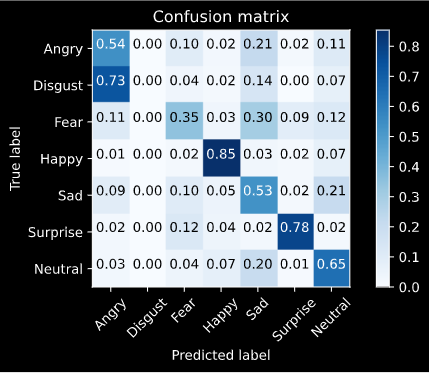 Confusion matrix
True label
Angry 0.54 0.00 0.10 0.02 0.21 0.02 0.11
Disgust 0.73 0.00 0.04 0.02 0.14 0.00 0.07
Fear 0.11 0.00 0.35 0.03 0.30 0.09 0.12
Happy 0.01 0.00 0.02 0.85 0.03 0.02 0.07
Sad 0.09 0.00 0.10 0.05 0.53 0.02 0.21
Surprise 0.02 0.00 0.12 0.04 0.02 0.78 0.02
Neutral 0.03 0.00 0.04 0.07 0.20 0.01 0.65
Angry Disgust Fear Happy Sad Surprise Neutral
Predicted label
0.8
0.7
0.6
0.5
0.4
0.3
0.2
0.1
0.0